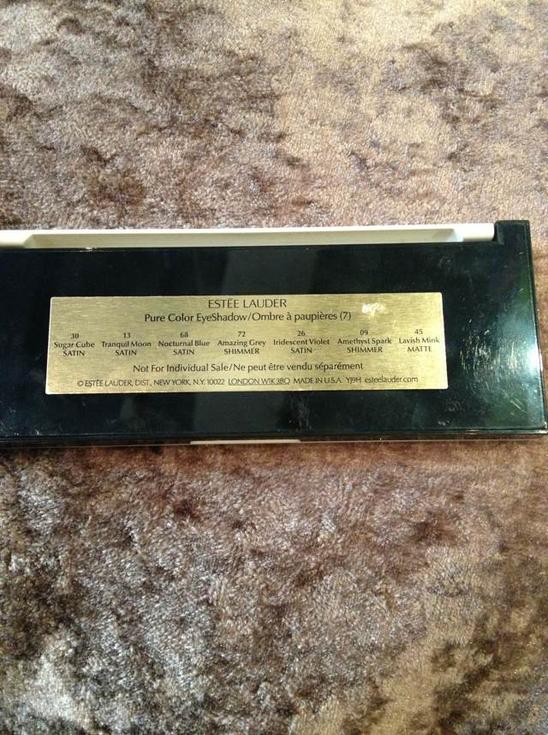 ESTĒE LAUDER
Pure Color EyeShadow/Ombre à paupières (7)
30 13 68 72 26 09 45
Sugar Cube Tranquil Moon Nocturnal Blue Amazing Grey Iridescent Violet Amethyst Spark Lavish Mink
SATIN SATIN SATIN SHIMMER SATIN SHIMMER MATTE
Not For Individual Sale/Ne peut être vendu séparément
© ESTĒE LAUDER, DIST., NEW YORK, N.Y. 10022 LONDON W1K 3BQ MADE IN U.S.A. YJ9H esteelauder.com